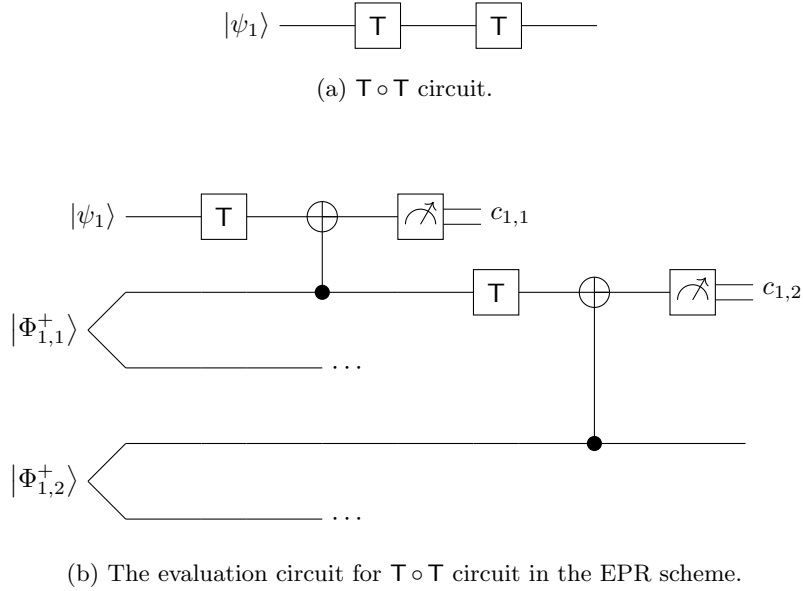 |ψ₁⟩ T T
(a) T ∘ T circuit.
|ψ₁⟩ T c₁,₁
|Φ⁺₁,₁⟩ T c₁,₂
...
|Φ⁺₁,₂⟩
...
(b) The evaluation circuit for T ∘ T circuit in the EPR scheme.